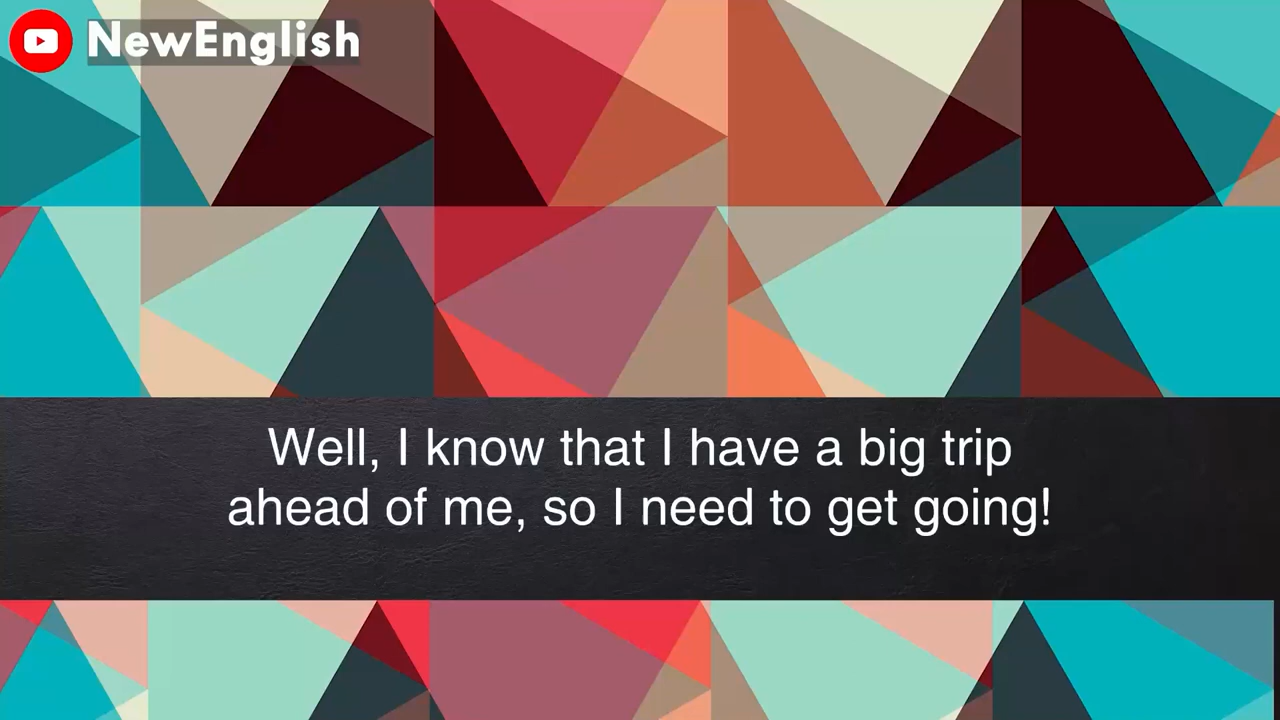 NewEnglish
Well, I know that I have a big trip
ahead of me, so I need to get going!